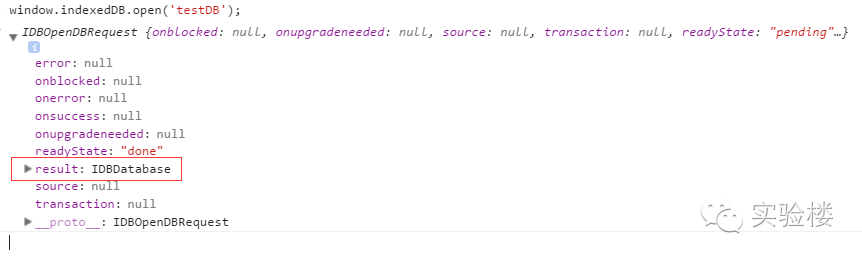 window.indexedDB.open('testDB');
IDBOpenDBRequest {onblocked: null, onupgradeneeded: null, source: null, transaction: null, readyState: "pending"…}
i
error: null
onblocked: null
onerror: null
onsuccess: null
onupgradeneeded: null
readyState: "done"
result: IDBDatabase
source: null
transaction: null
__proto__: IDBOpenDBRequest
实验楼